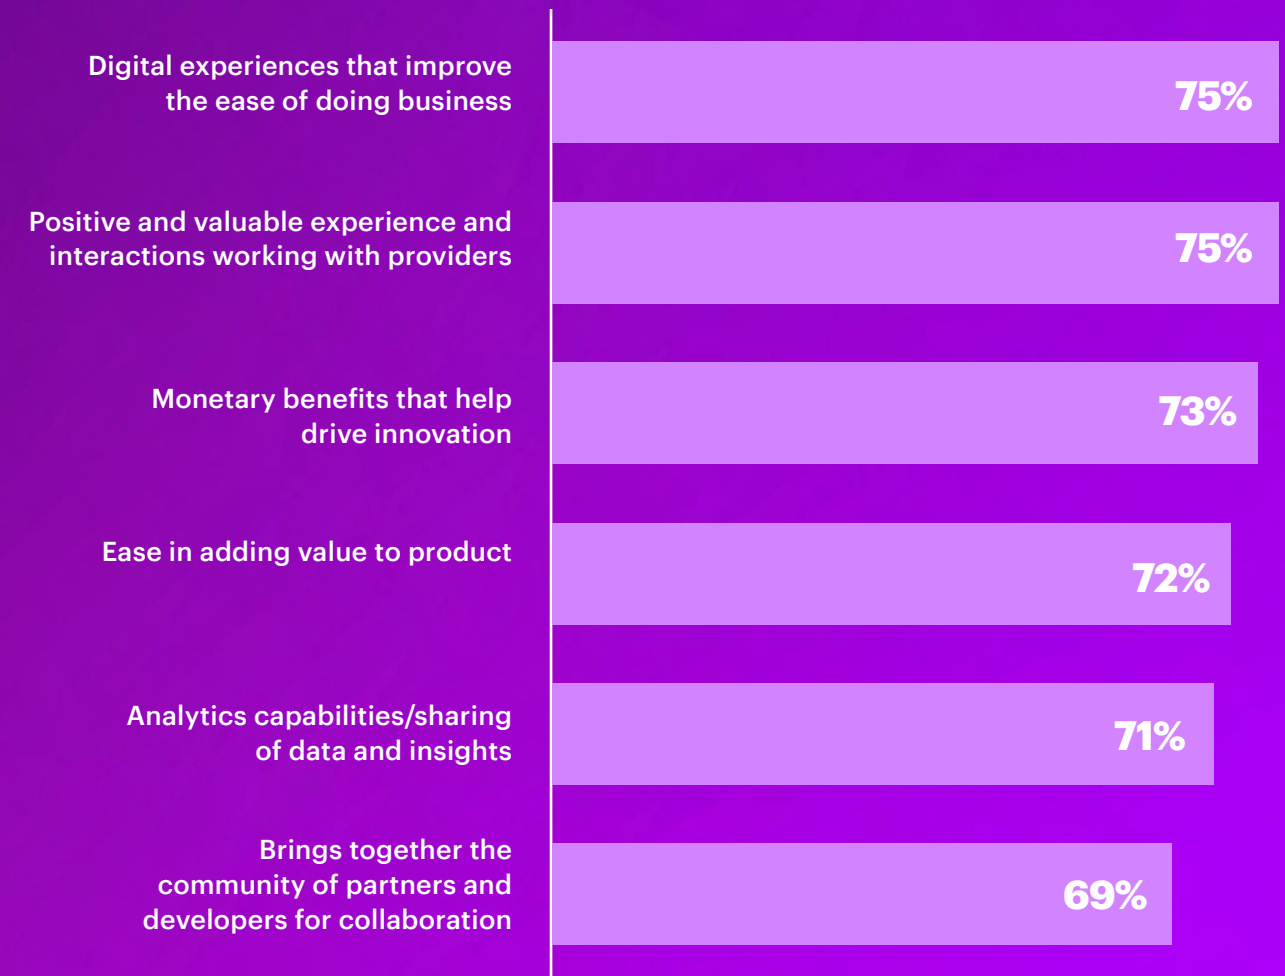 Digital experiences that improve
the ease of doing business
75%
Positive and valuable experience and
interactions working with providers
75%
Monetary benefits that help
drive innovation
73%
Ease in adding value to product
72%
Analytics capabilities/sharing
of data and insights
71%
Brings together the
community of partners and
developers for collaboration
69%